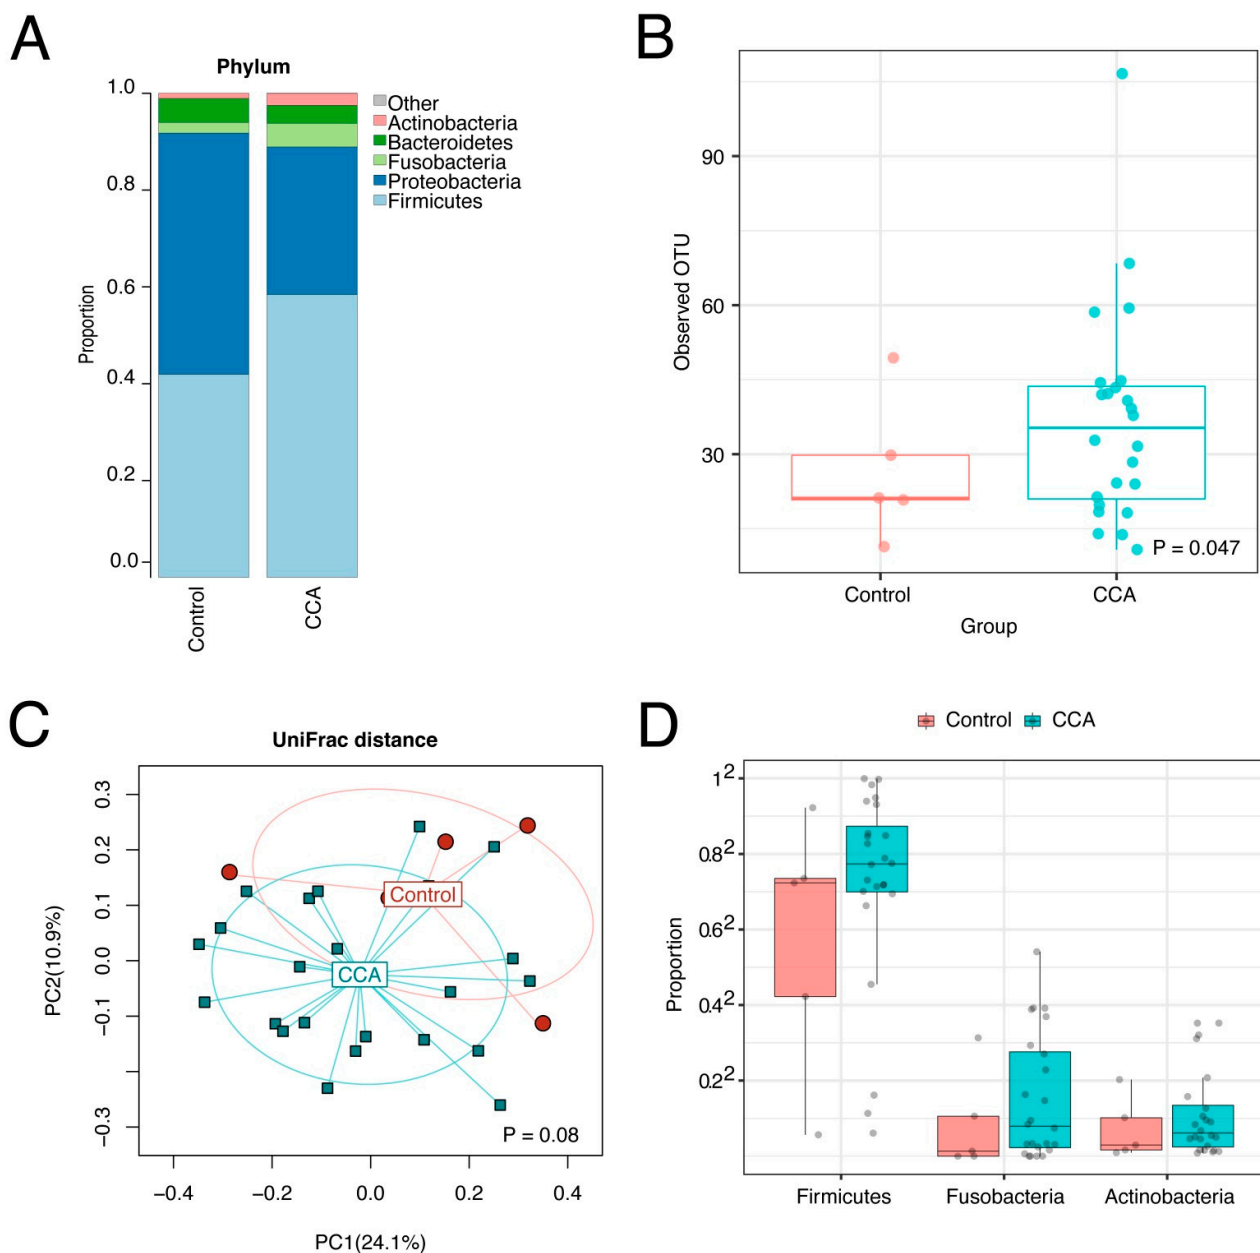 A
Phylum
1.0
0.8
0.6
0.4
0.2
0.0
Proportion
Control
CCA
Other
Actinobacteria
Bacteroidetes
Fusobacteria
Proteobacteria
Firmicutes
B
90
60
30
Observed OTU
P = 0.047
Control
CCA
Group
C
UniFrac distance
0.3
0.2
0.1
0.0
−0.1
−0.3
PC2(10.9%)
Control
CCA
P = 0.08
−0.4
−0.2
0.0
0.2
0.4
PC1(24.1%)
D
Control
CCA
1²
0.8²
0.6²
0.4²
0.2²
Proportion
Firmicutes
Fusobacteria
Actinobacteria